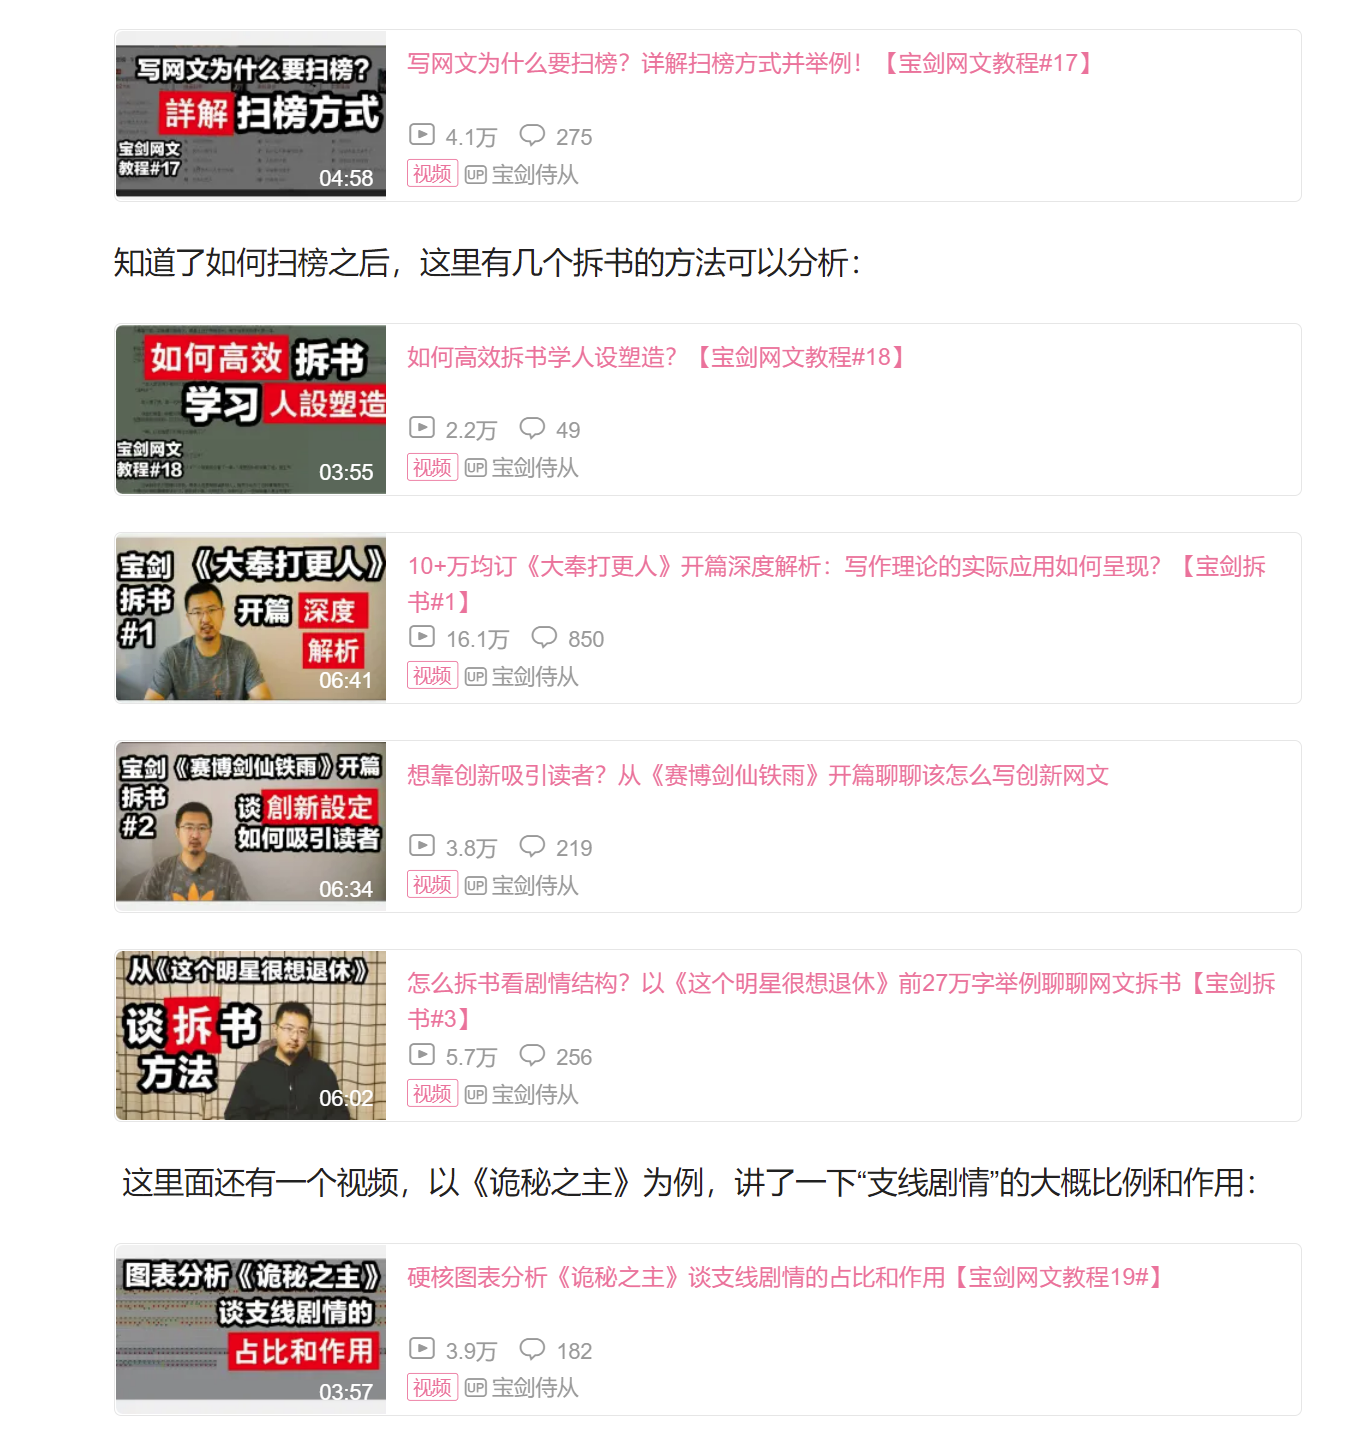 写网文为什么要扫榜？
詳解 扫榜方式
宝剑网文
教程#17
04:58
写网文为什么要扫榜？详解扫榜方式并举例！【宝剑网文教程#17】
4.1万 275
视频 UP 宝剑侍从
知道了如何扫榜之后，这里有几个拆书的方法可以分析：
如何高效 拆书
学习 人設塑造
宝剑网文
教程#18
03:55
如何高效拆书学人设塑造？【宝剑网文教程#18】
2.2万 49
视频 UP 宝剑侍从
宝剑《大奉打更人》
拆书
#1
开篇 深度
解析
06:41
10+万均订《大奉打更人》开篇深度解析：写作理论的实际应用如何呈现？【宝剑拆
书#1】
16.1万 850
视频 UP 宝剑侍从
宝剑《赛博剑仙铁雨》开篇
拆书
#2
谈 創新設定
如何吸引读者
06:34
想靠创新吸引读者？从《赛博剑仙铁雨》开篇聊聊该怎么写创新网文
3.8万 219
视频 UP 宝剑侍从
从《这个明星很想退休》
谈拆书
方法
06:02
怎么拆书看剧情结构？以《这个明星很想退休》前27万字举例聊聊网文拆书【宝剑拆
书#3】
5.7万 256
视频 UP 宝剑侍从
这里面还有一个视频，以《诡秘之主》为例，讲了一下“支线剧情”的大概比例和作用：
图表分析《诡秘之主》
谈支线剧情的
占比和作用
03:57
硬核图表分析《诡秘之主》谈支线剧情的占比和作用【宝剑网文教程19#】
3.9万 182
视频 UP 宝剑侍从